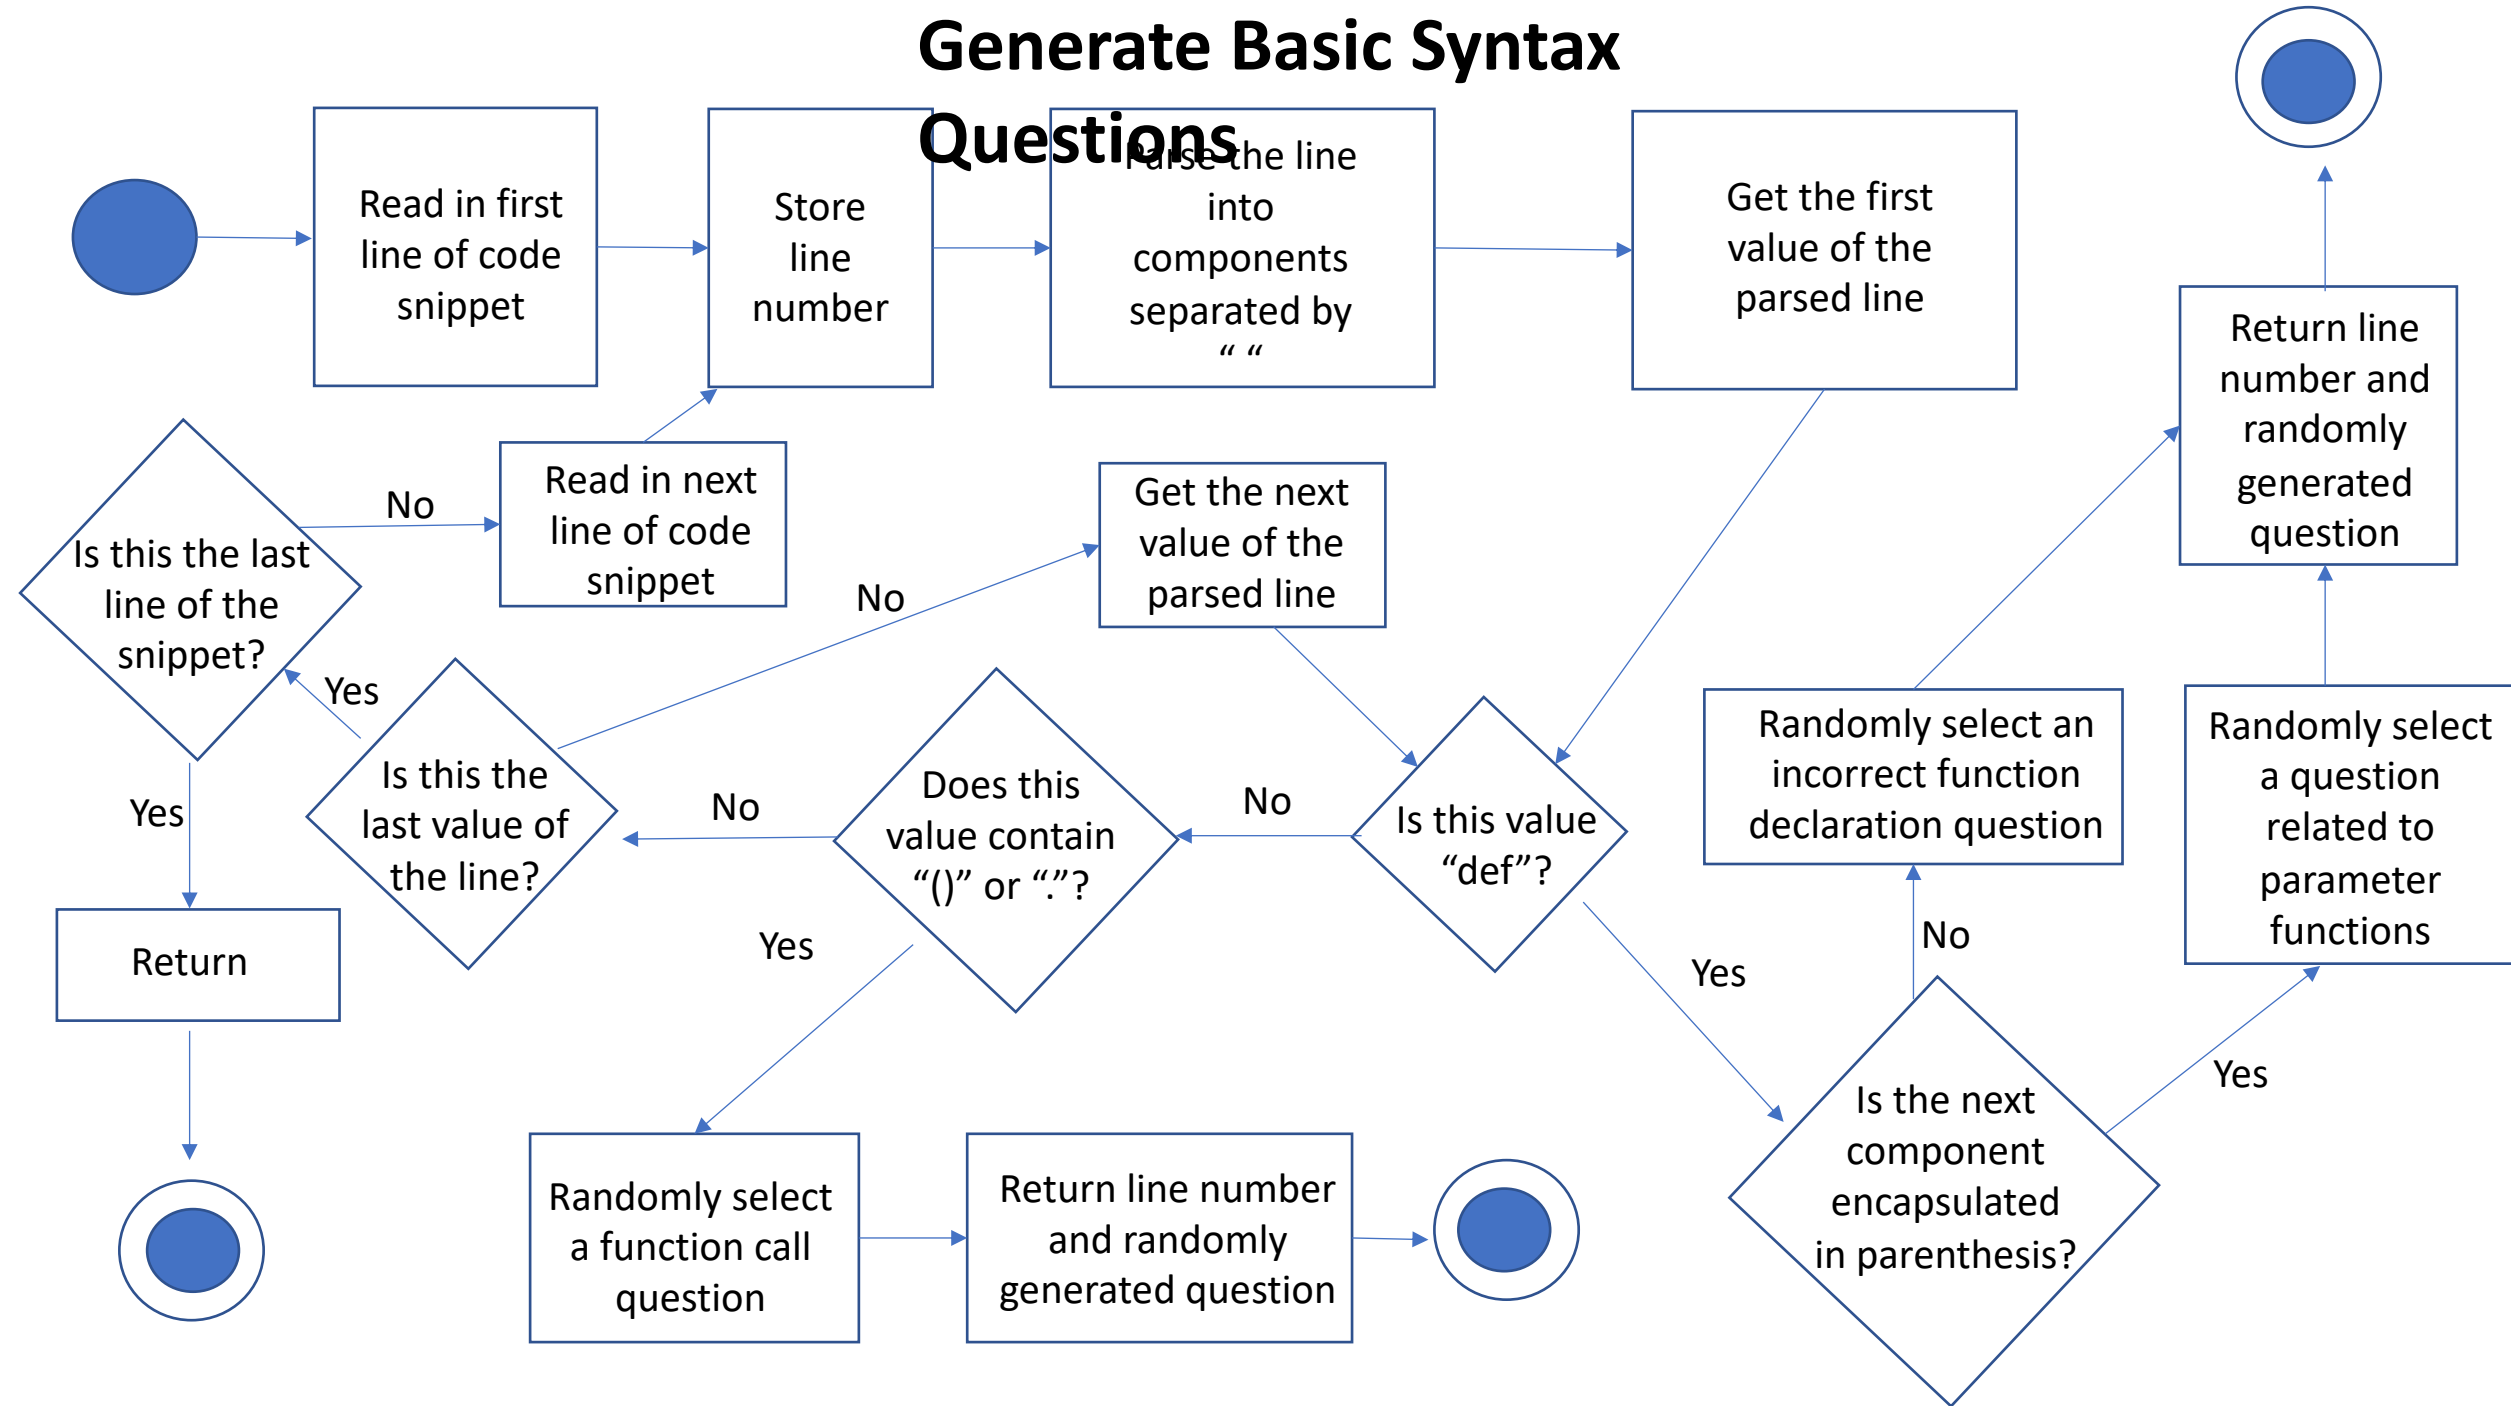 Generate Basic Syntax
Questions
Read in first
line of code
snippet
Store
line
number
Parse the line
into
components
separated by
“ “
Get the first
value of the
parsed line
Return line
number and
randomly
generated
question
Is this the last
line of the
snippet?
No
Read in next
line of code
snippet
Get the next
value of the
parsed line
No
Yes
Yes
Is this the
last value of
the line?
No
Does this
value contain
“()” or “.”?
No
Is this value
“def”?
Randomly select an
incorrect function
declaration question
Randomly select
a question
related to
parameter
functions
Return
Yes
Yes
No
Yes
Is the next
component
encapsulated
in parenthesis?
Randomly select
a function call
question
Return line number
and randomly
generated question